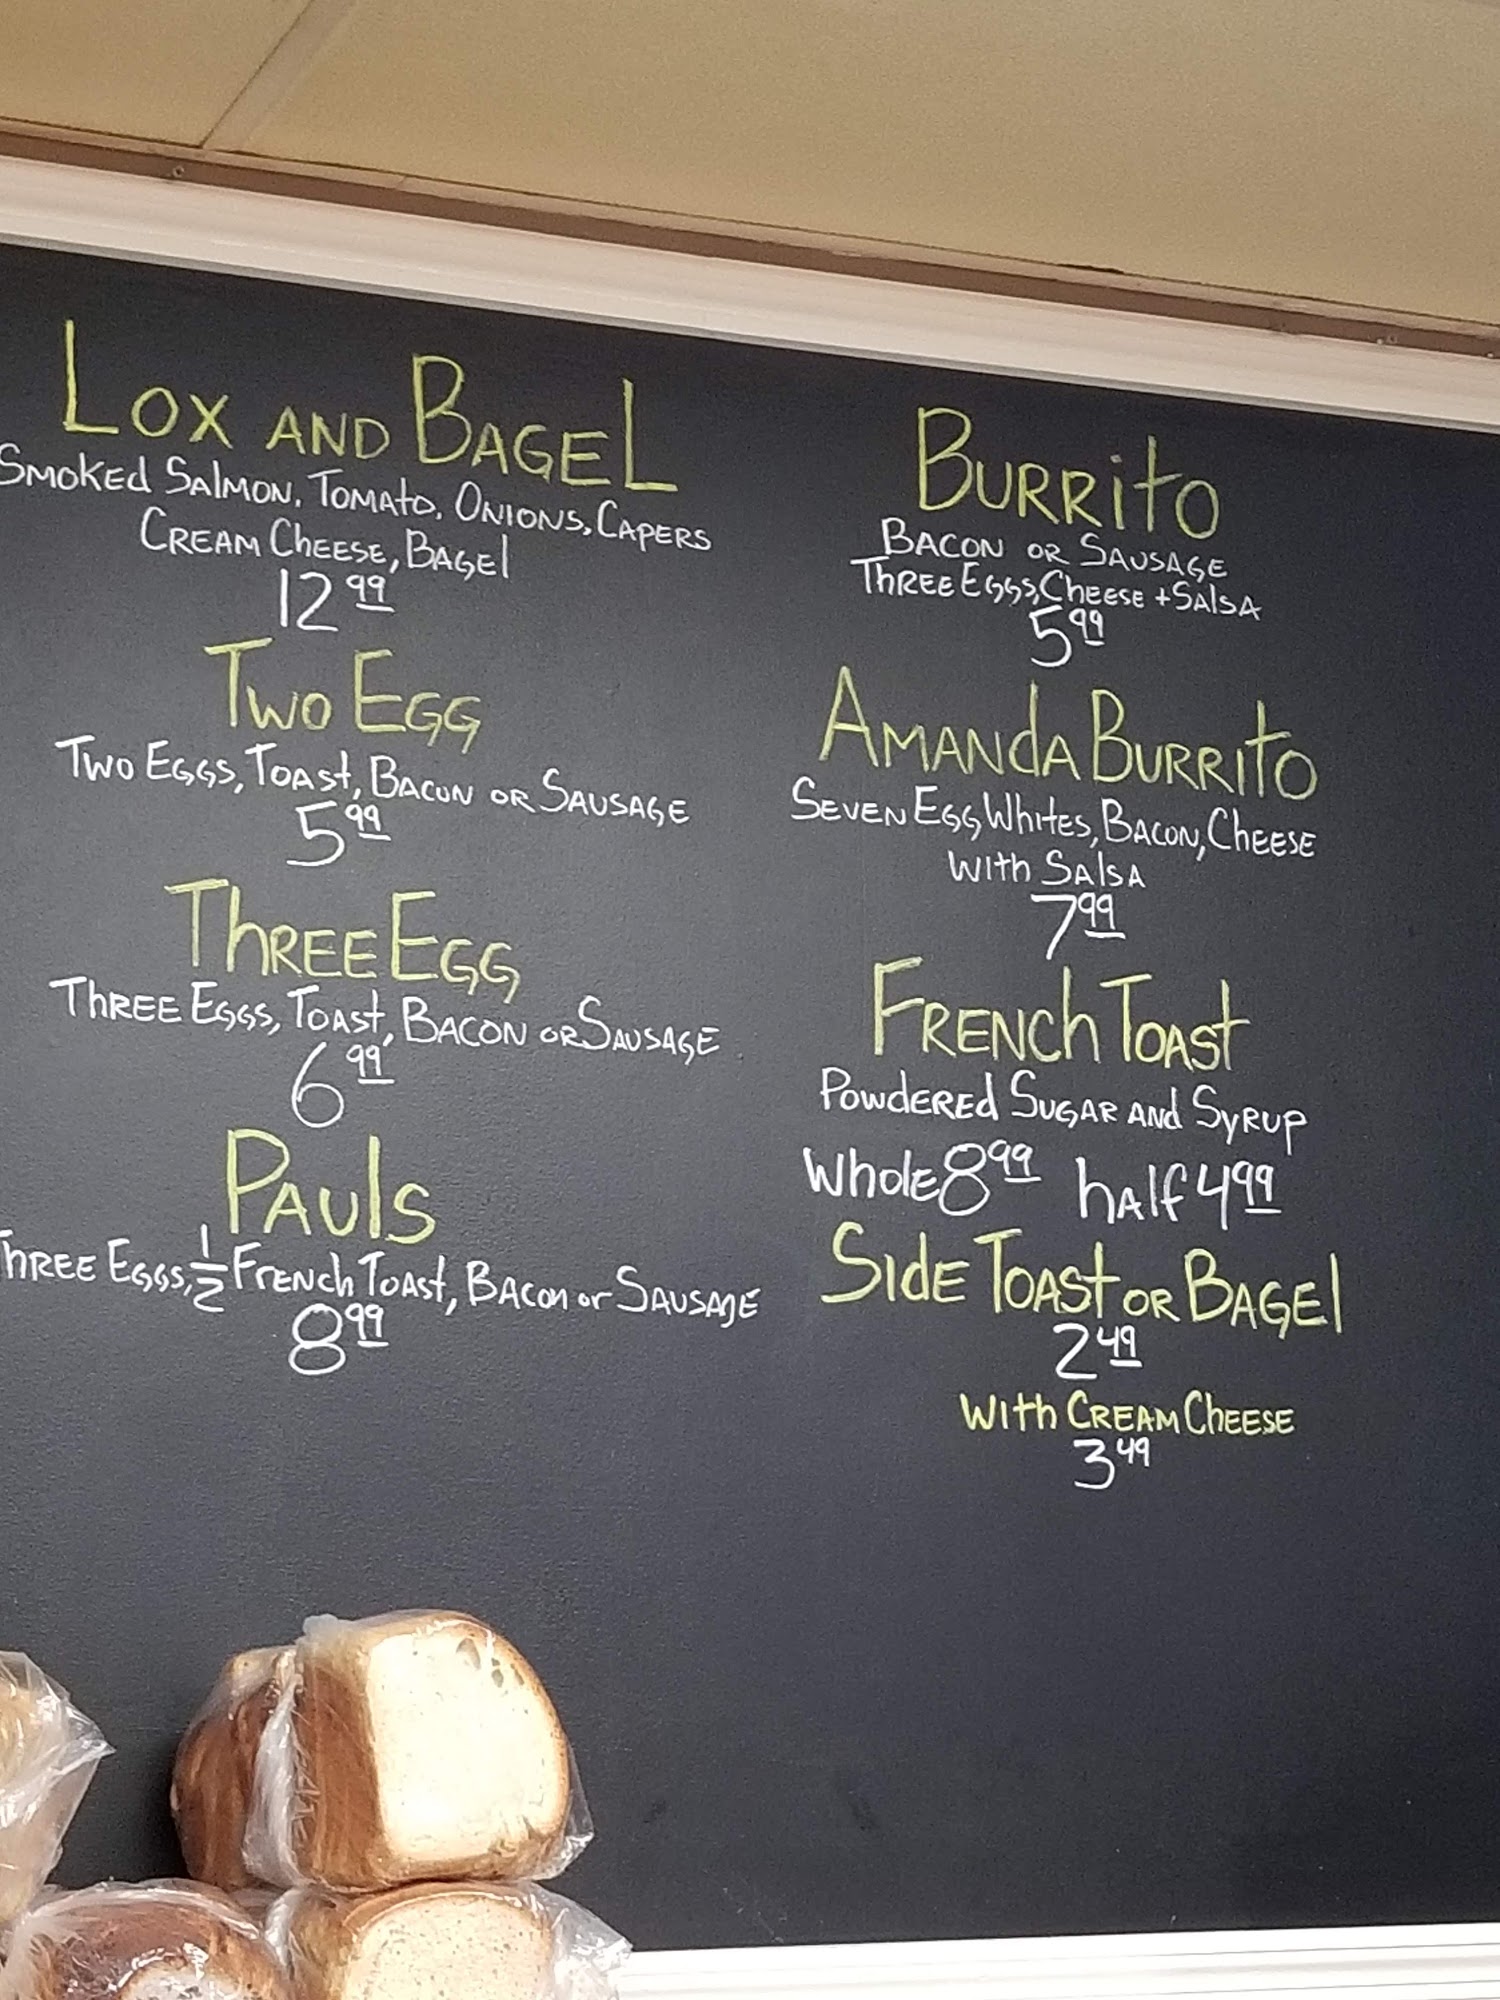 Lox and Bagel
Smoked Salmon, Tomato, Onions, Capers
Cream Cheese, Bagel
12 99
Two Egg
Two Eggs, Toast, Bacon or Sausage
5 99
Three Egg
Three Eggs, Toast, Bacon or Sausage
6 99
Pauls
Three Eggs, 1/2 French Toast, Bacon or Sausage
8 99
Burrito
Bacon or Sausage
Three Eggs, Cheese + Salsa
5 99
Amanda Burrito
Seven Egg Whites, Bacon, Cheese
with Salsa
7 99
French Toast
Powdered Sugar and Syrup
Whole 8 99 half 4 99
Side Toast or Bagel
2 49
With Cream Cheese
3 49